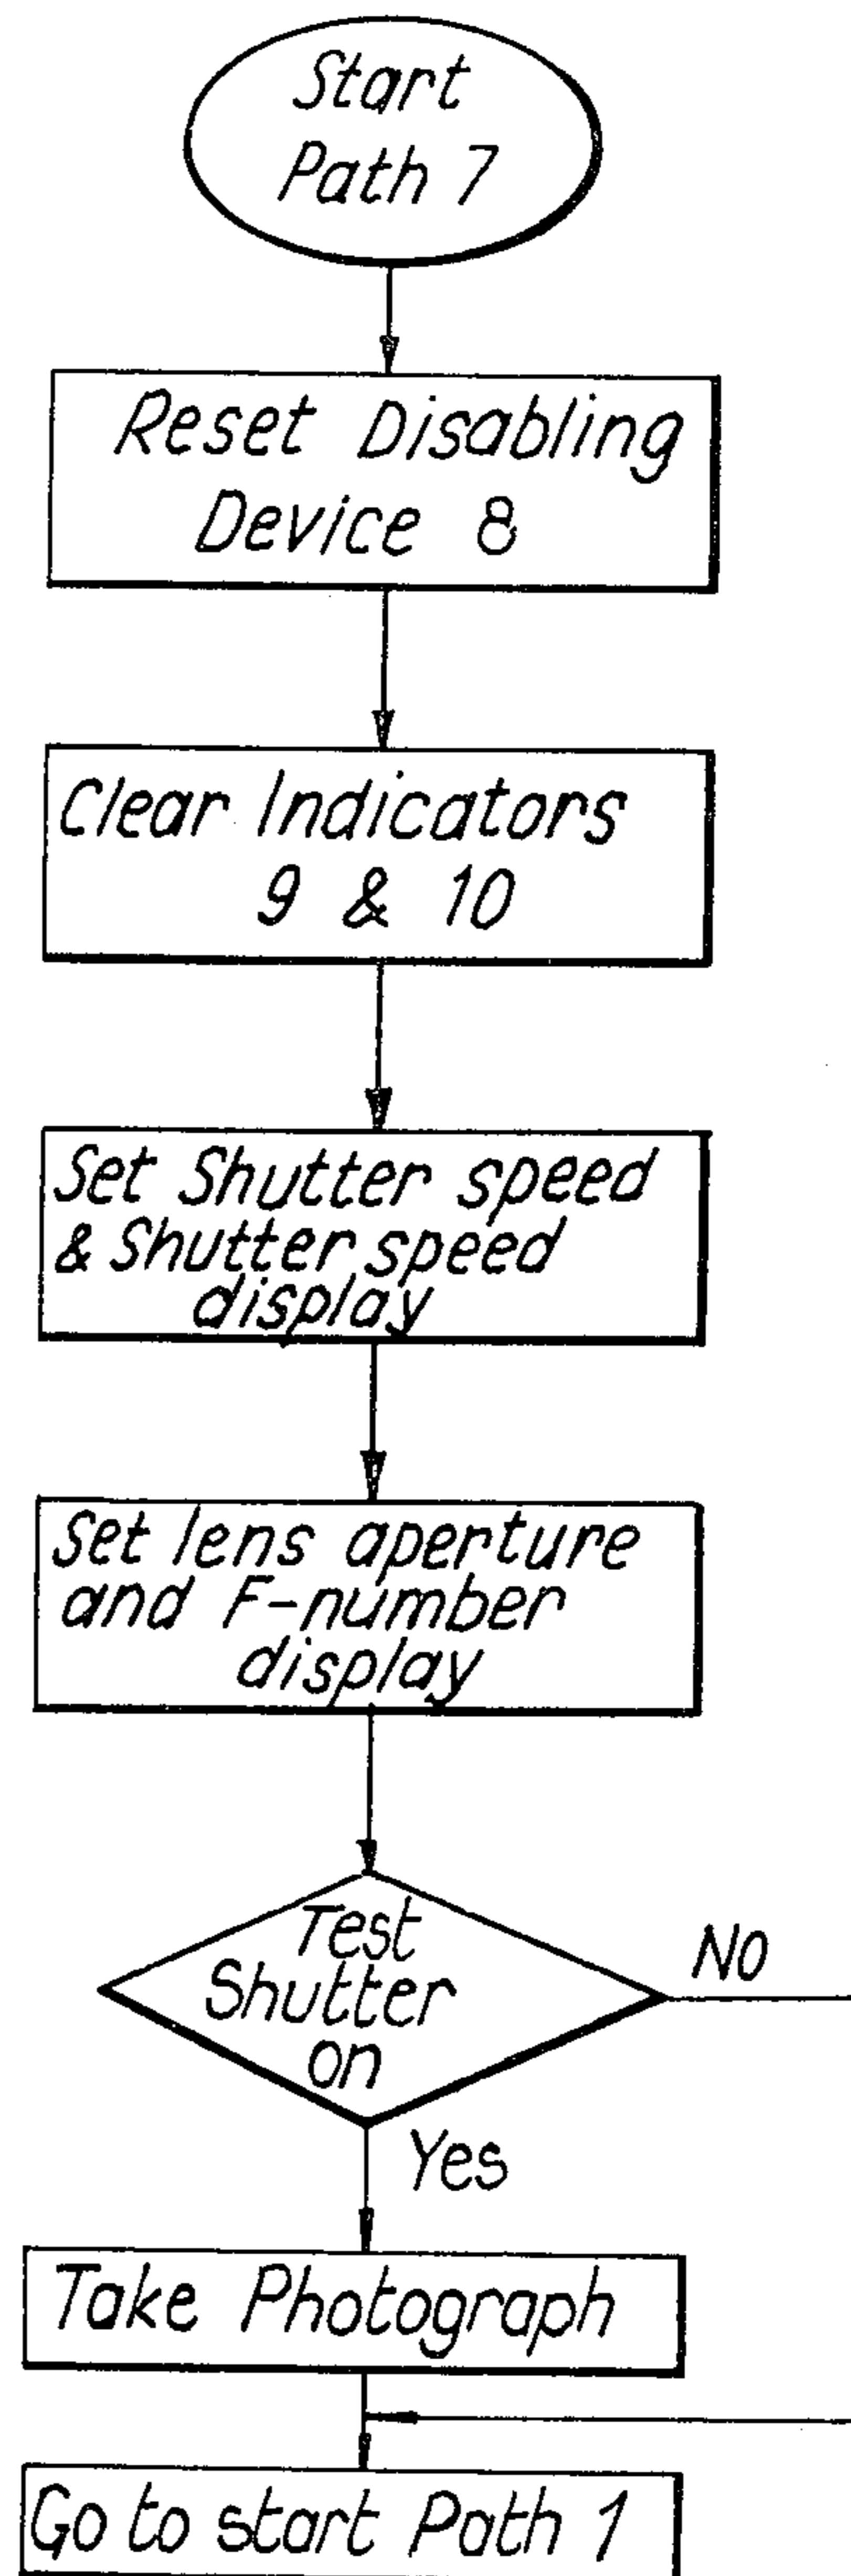 Start
Path 7
Reset Disabling
Device 8
Clear Indicators
9 & 10
Set Shutter speed
& Shutter speed
display
Set lens aperture
and F-number
display
Test
Shutter
on
NO
Yes
Take Photograph
Go to start Path 1